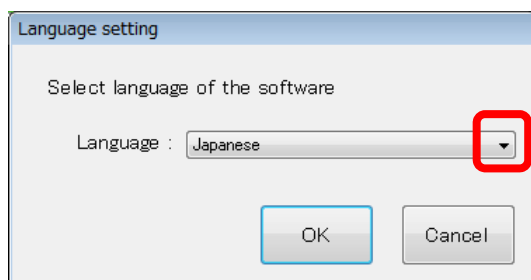 Language setting
Select language of the software
Language : Japanese
OK Cancel